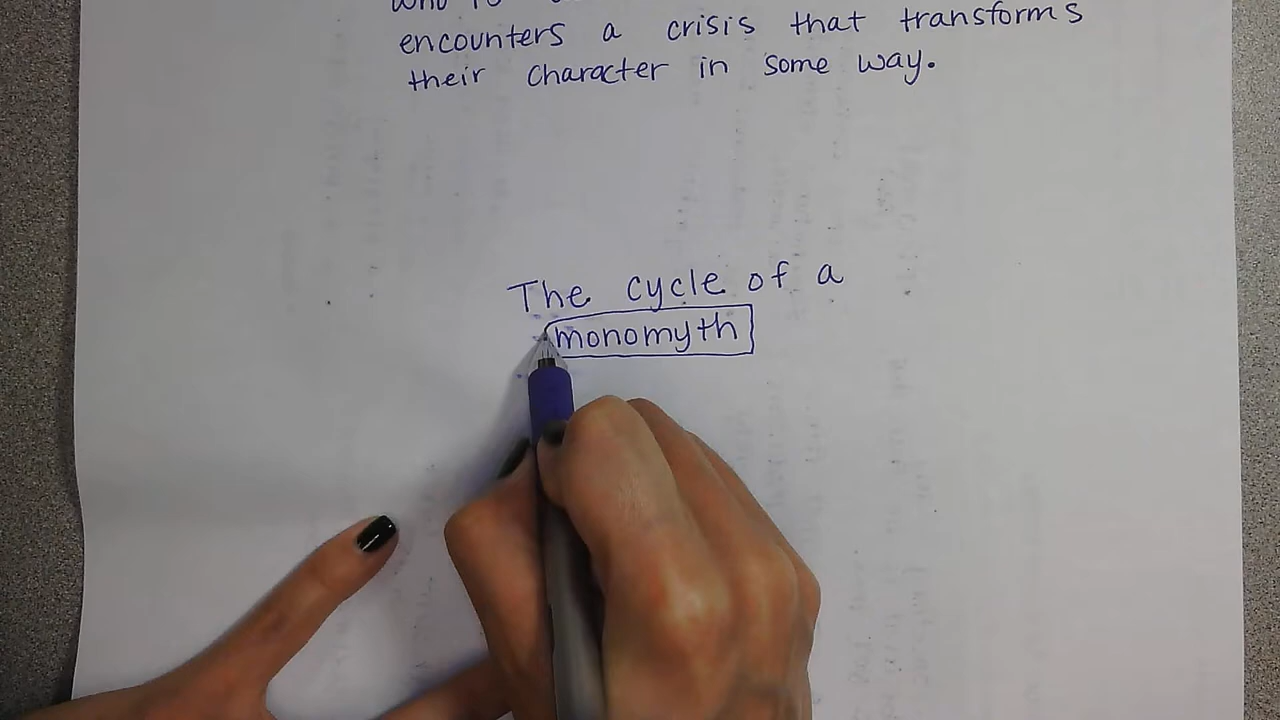 encounters a crisis that transforms
their character in some way.
The cycle of a
monomyth